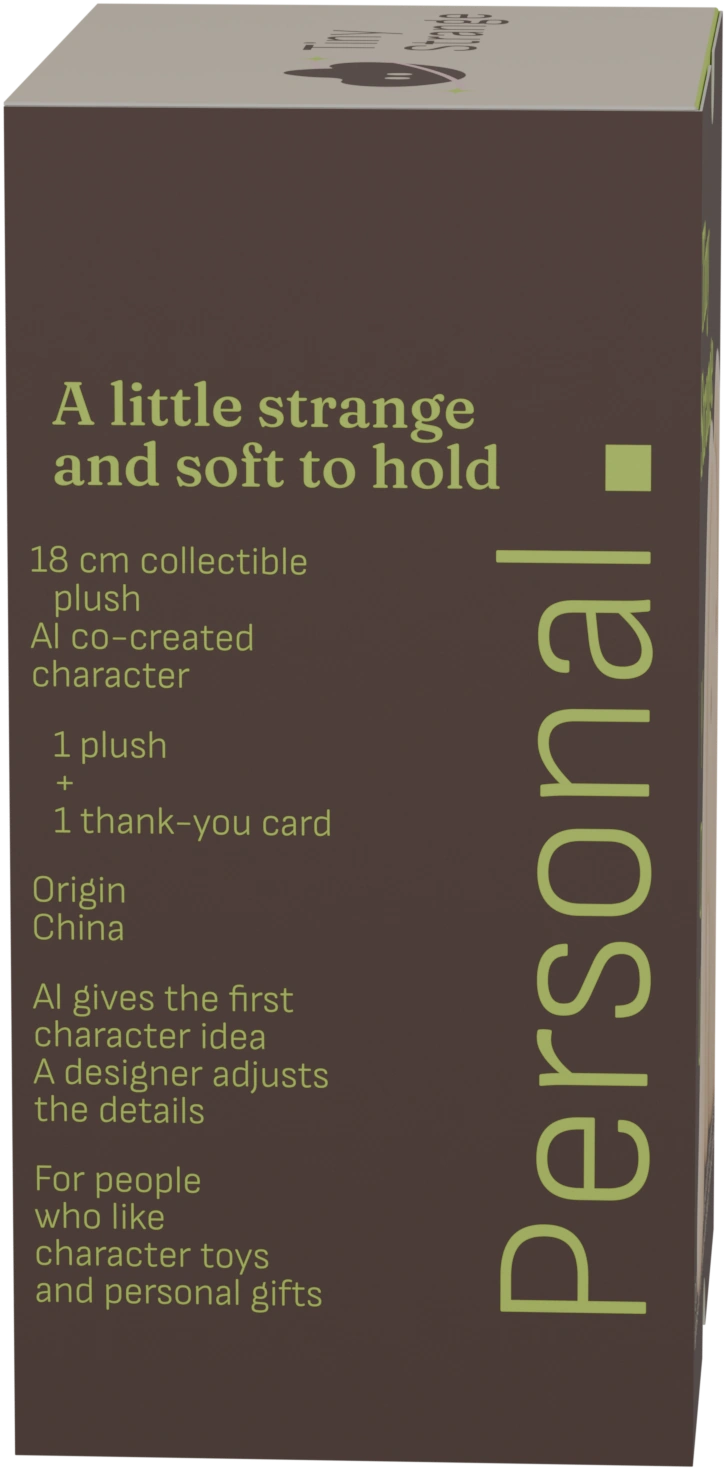 Tiny
Strange
A little strange
and soft to hold
18 cm collectible
plush
AI co-created
character
1 plush
+
1 thank-you card
Origin
China
AI gives the first
character idea
A designer adjusts
the details
For people
who like
character toys
and personal gifts
Personal.